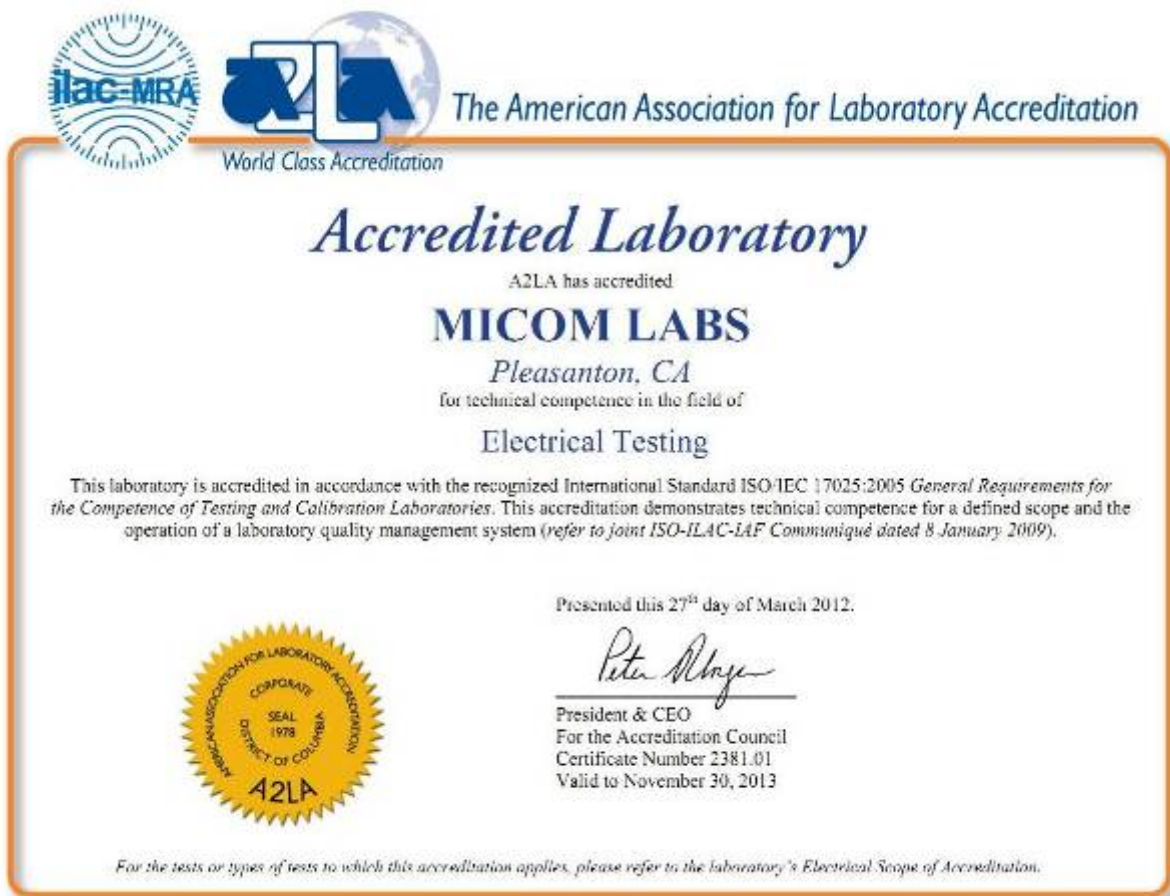 ilac-MRA
A2LA
The American Association for Laboratory Accreditation
World Class Accreditation
Accredited Laboratory
A2LA has accredited
MICOM LABS
Pleasanton, CA
for technical competence in the field of
Electrical Testing
This laboratory is accredited in accordance with the recognized International Standard ISO/IEC 17025:2005 General Requirements for
the Competence of Testing and Calibration Laboratories. This accreditation demonstrates technical competence for a defined scope and the
operation of a laboratory quality management system (refer to joint ISO-ILAC-IAF Communiqué dated 8 January 2009).
Presented this 27th day of March 2012.
Peter
President & CEO
For the Accreditation Council
Certificate Number 2381.01
Valid to November 30, 2013
AMERICAN ASSOCIATION FOR LABORATORY ACCREDITATION
CORPORATE
SEAL
1978
DISTRICT OF COLUMBIA
A2LA
For the tests or types of tests to which this accreditation applies, please refer to the laboratory's Electrical Scope of Accreditation.